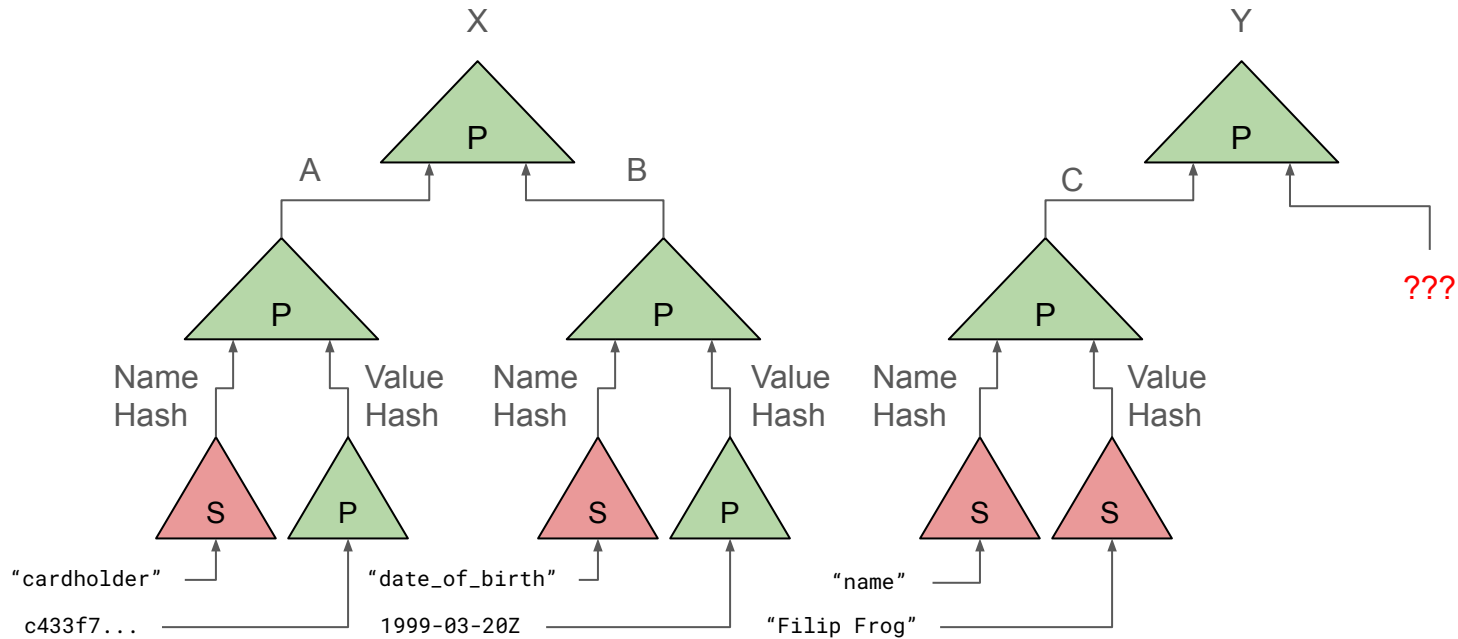 X
Y
P
P
A
B
C
P
P
P
???
Name
Hash
Value
Hash
Name
Hash
Value
Hash
Name
Hash
Value
Hash
S
P
S
P
S
S
“cardholder”
“date_of_birth”
“name”
c433f7...
1999-03-20Z
“Filip Frog”